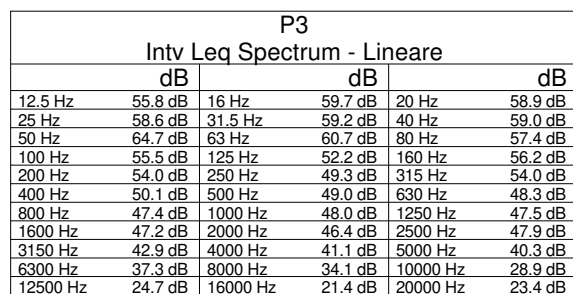 P3
Intv Leq Spectrum - Lineare
dB dB dB
12.5 Hz 55.8 dB 16 Hz 59.7 dB 20 Hz 58.9 dB
25 Hz 58.6 dB 31.5 Hz 59.2 dB 40 Hz 59.0 dB
50 Hz 64.7 dB 63 Hz 60.7 dB 80 Hz 57.4 dB
100 Hz 55.5 dB 125 Hz 52.2 dB 160 Hz 56.2 dB
200 Hz 54.0 dB 250 Hz 49.3 dB 315 Hz 54.0 dB
400 Hz 50.1 dB 500 Hz 49.0 dB 630 Hz 48.3 dB
800 Hz 47.4 dB 1000 Hz 48.0 dB 1250 Hz 47.5 dB
1600 Hz 47.2 dB 2000 Hz 46.4 dB 2500 Hz 47.9 dB
3150 Hz 42.9 dB 4000 Hz 41.1 dB 5000 Hz 40.3 dB
6300 Hz 37.3 dB 8000 Hz 34.1 dB 10000 Hz 28.9 dB
12500 Hz 24.7 dB 16000 Hz 21.4 dB 20000 Hz 23.4 dB